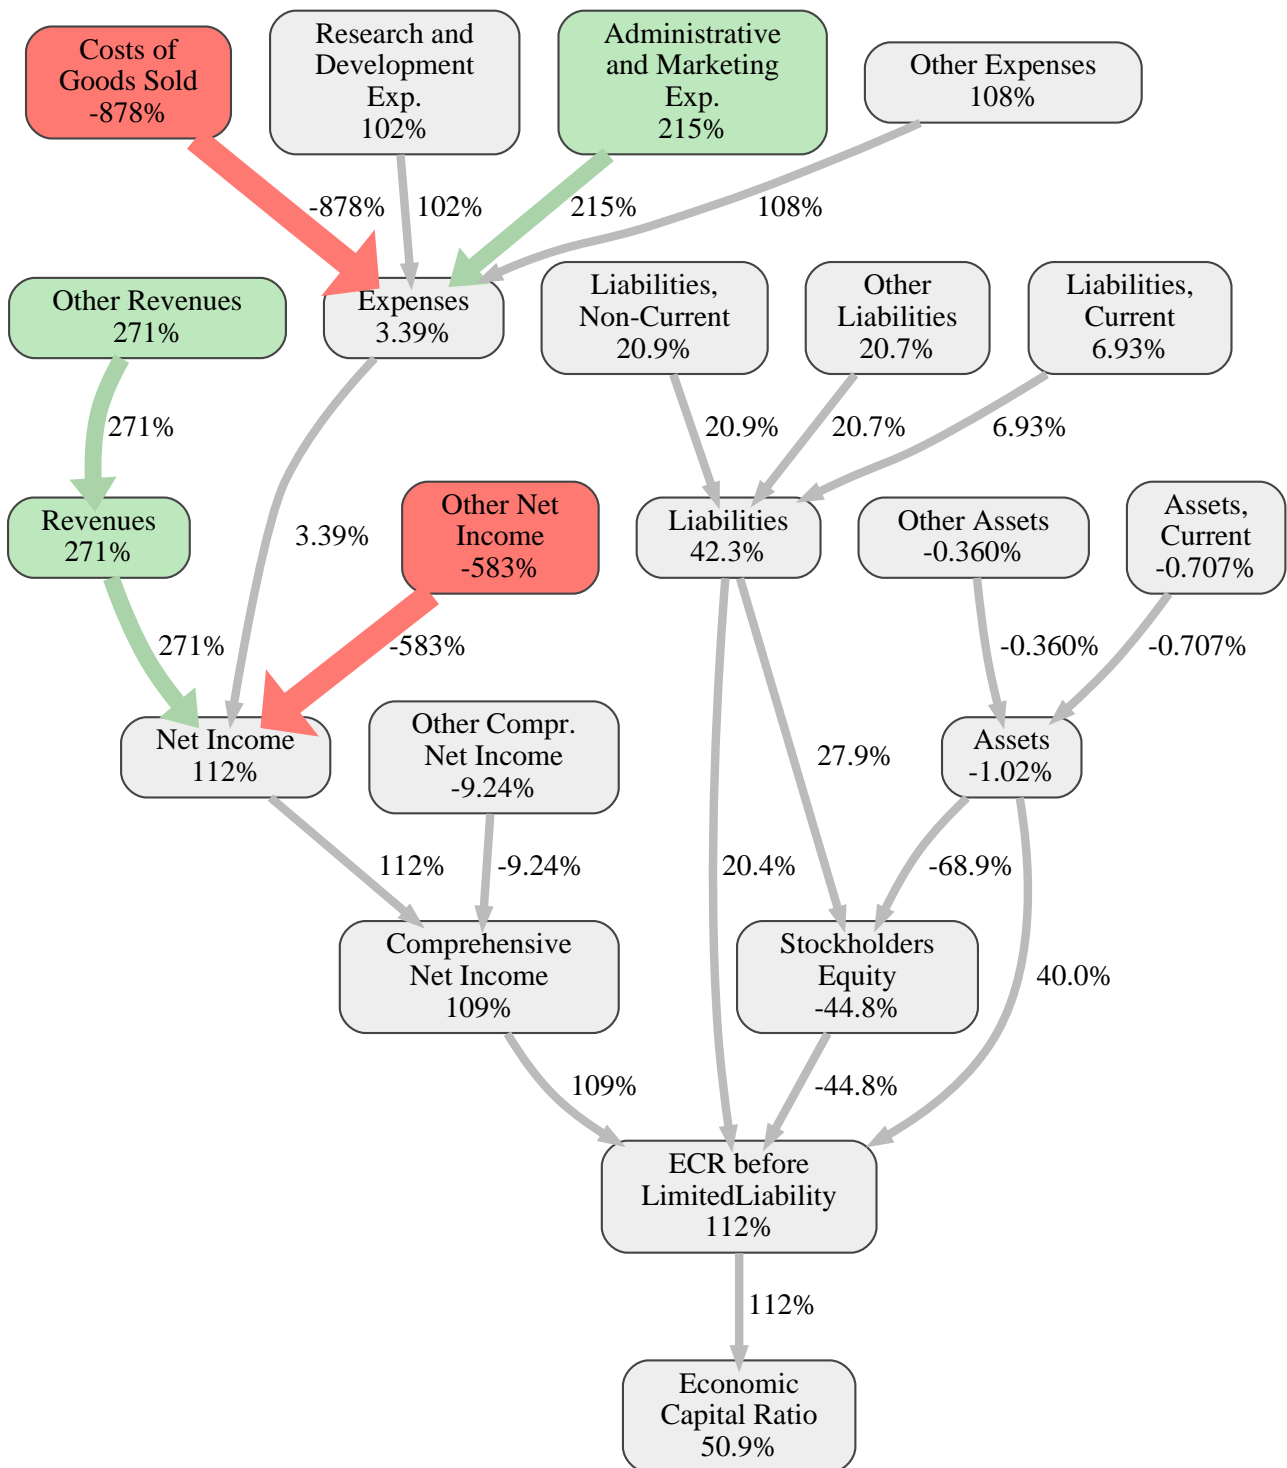 Costs of
Goods Sold
-878%
Research and
Development
Exp.
102%
Administrative
and Marketing
Exp.
215%
Other Expenses
108%
-878%
102%
215%
108%
Other Revenues
271%
Expenses
3.39%
Liabilities,
Non-Current
20.9%
Other
Liabilities
20.7%
Liabilities,
Current
6.93%
271%
20.9%
20.7%
6.93%
Revenues
271%
3.39%
Other Net
Income
-583%
Liabilities
42.3%
Other Assets
-0.360%
Assets,
Current
-0.707%
271%
-583%
-0.360%
-0.707%
Net Income
112%
Other Compr.
Net Income
-9.24%
27.9%
Assets
-1.02%
112%
-9.24%
20.4%
-68.9%
Comprehensive
Net Income
109%
Stockholders
Equity
-44.8%
40.0%
109%
-44.8%
ECR before
LimitedLiability
112%
112%
Economic
Capital Ratio
50.9%